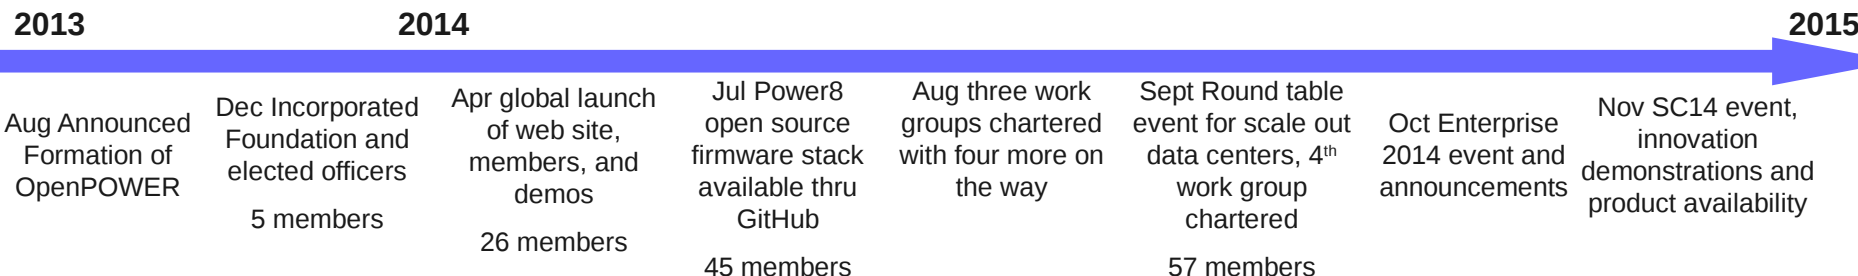 2013
2014
2015
Aug Announced
Formation of
OpenPOWER
Dec Incorporated
Foundation and
elected officers
5 members
Apr global launch
of web site,
members, and
demos
26 members
Jul Power8
open source
firmware stack
available thru
GitHub
45 members
Aug three work
groups chartered
with four more on
the way
Sept Round table
event for scale out
data centers, 4th
work group
chartered
57 members
Oct Enterprise
2014 event and
announcements
Nov SC14 event,
innovation
demonstrations and
product availability